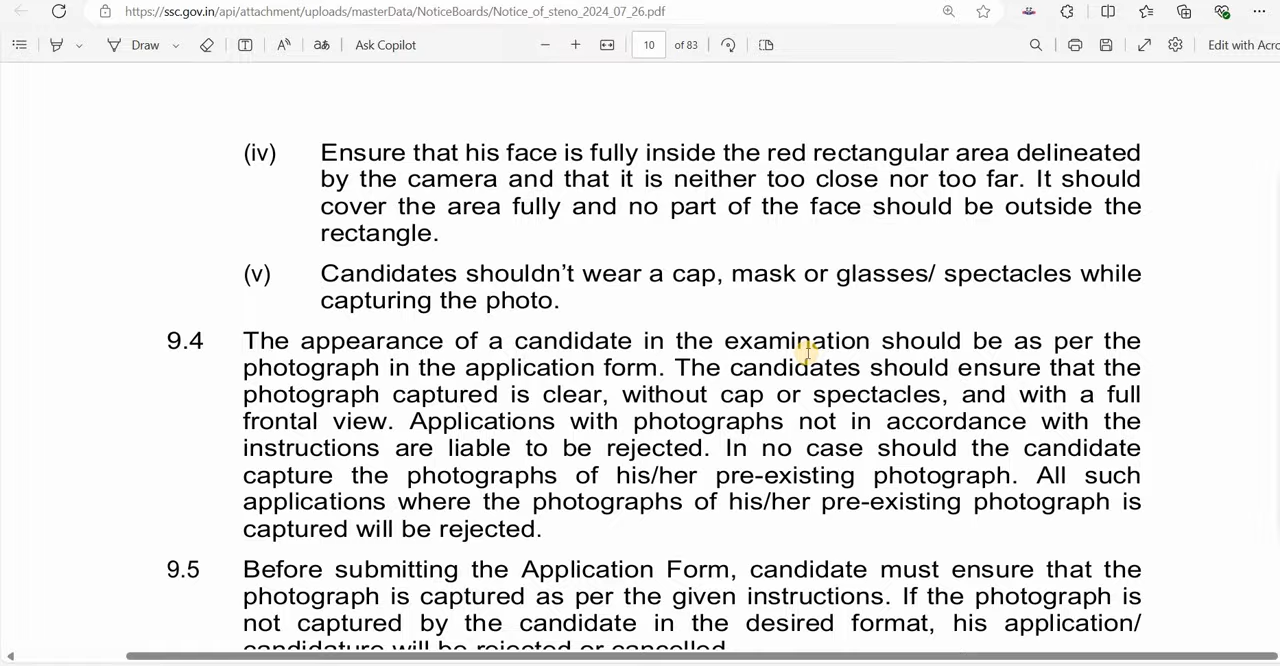 https://ssc.gov.in/api/attachment/uploads/masterData/NoticeBoards/Notice_of_steno_2024_07_26.pdf
Draw
Ask Copilot
10 of 83
Edit with Acro
(iv) Ensure that his face is fully inside the red rectangular area delineated
by the camera and that it is neither too close nor too far. It should
cover the area fully and no part of the face should be outside the
rectangle.
(v) Candidates shouldn’t wear a cap, mask or glasses/ spectacles while
capturing the photo.
9.4 The appearance of a candidate in the examination should be as per the
photograph in the application form. The candidates should ensure that the
photograph captured is clear, without cap or spectacles, and with a full
frontal view. Applications with photographs not in accordance with the
instructions are liable to be rejected. In no case should the candidate
capture the photographs of his/her pre-existing photograph. All such
applications where the photographs of his/her pre-existing photograph is
captured will be rejected.
9.5 Before submitting the Application Form, candidate must ensure that the
photograph is captured as per the given instructions. If the photograph is
not captured by the candidate in the desired format, his application/
candidature will be rejected or cancelled.